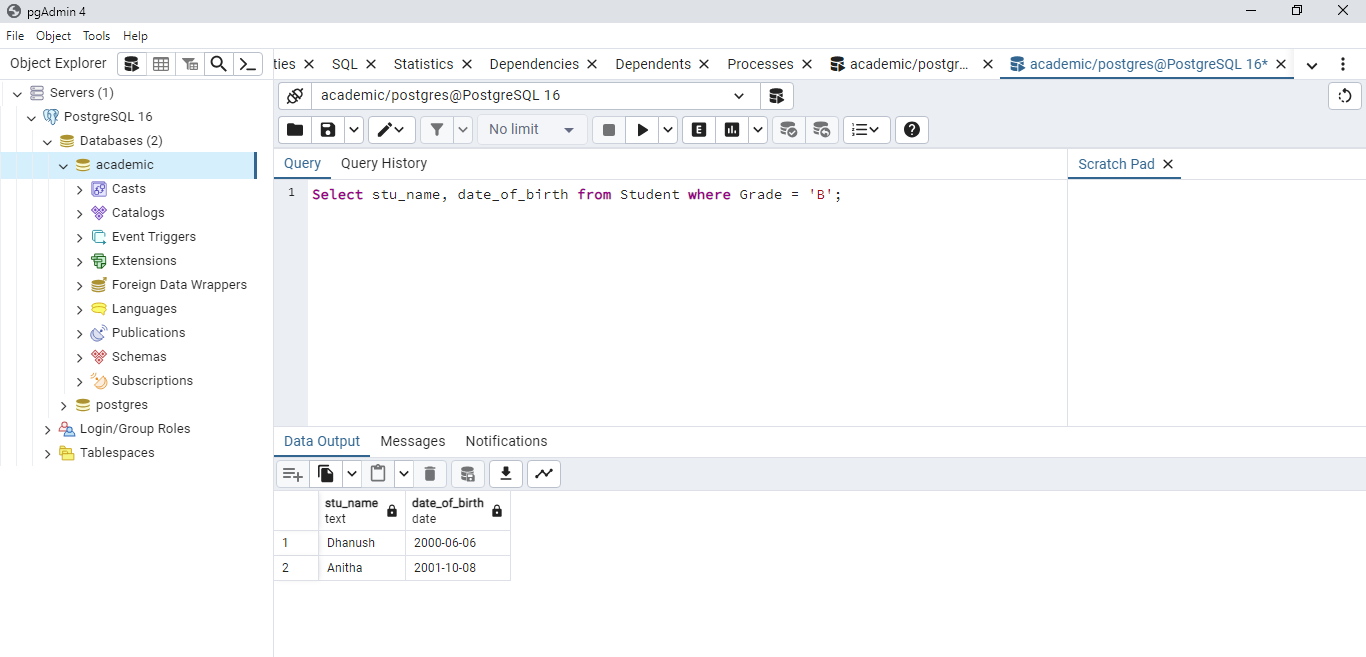 pgAdmin 4
File Object Tools Help
Object Explorer
ties SQL Statistics Dependencies Dependents Processes academic/postgr... academic/postgres@PostgreSQL 16*
Servers (1)
PostgreSQL 16
Databases (2)
academic
Casts
Catalogs
Event Triggers
Extensions
Foreign Data Wrappers
Languages
Publications
Schemas
Subscriptions
postgres
Login/Group Roles
Tablespaces
academic/postgres@PostgreSQL 16
No limit
E
Query Query History
Scratch Pad
1 Select stu_name, date_of_birth from Student where Grade = 'B';
Data Output Messages Notifications
stu_name date_of_birth
text date
1 Dhanush 2000-06-06
2 Anitha 2001-10-08